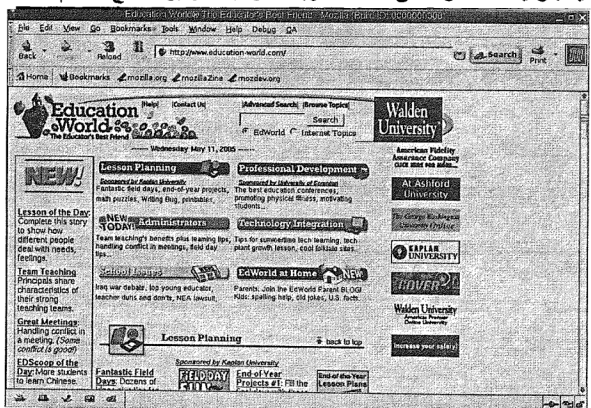 Education World® The Educator's Best Friend - Mozilla {Build ID: 0000000000}
File Edit View Go Bookmarks Tools Window Help Debug QA
Back Reload Stop http://www.education-world.com/ Search Print
Home Bookmarks mozilla.org mozillaZine mozdev.org
Education World®
The Educator's Best Friend
|Help| |Contact Us|
|Advanced Search| |Browse Topics|
Search
EdWorld Internet Topics
Walden University
Wednesday May 11, 2005
American Fidelity
Assurance Company
NEW!
Lesson of the Day:
Complete this story
to show how
different people
deal with needs,
feelings.
Team Teaching
Principals share
characteristics of
their strong
teaching teams.
Great Meetings:
Handling conflict in
a meeting. (Some
conflict is good!)
EDScoop of the
Day: More students
to learn Chinese.
Lesson Planning
Sponsored by Kaplan University
Fantastic field days, end-of-year projects,
math puzzles, Writing Bug, printables,
Professional Development
Sponsored by University of
The best education conferences,
promoting physical fitness, motivating
students...
NEW TODAY! Administrators
Team teaching's benefits plus teaming tips,
handling conflict in meetings, field day
tips...
Technology Integration
Tips for summertime tech learning, tech
plant growth lesson, cool folktale sites...
School Issues
Iraq war debate, top young educator,
teacher do's and don'ts, NEA lawsuit,
EdWorld at Home NEW
Parents: Join the EdWorld Parent BLOG!
Kids: spelling help, old jokes, U.S. facts
At Ashford
University
The George Washington
University
KAPLAN
UNIVERSITY
Walden University
America's Premier
Online University
Increase your salary!
Lesson Planning back to top
Sponsored by Kaplan University
Fantastic Field
Days: Dozens of
FIELD DAY
FUN
End-of-Year
Projects #1: Fill the
End-of-the-Year
Lesson Plans